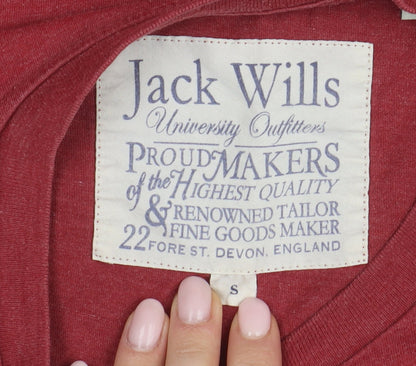 Jack Wills
University Outfitters
PROUD MAKERS
of the HIGHEST QUALITY
& RENOWNED TAILOR
FINE GOODS MAKER
22 FORE ST. DEVON, ENGLAND
S